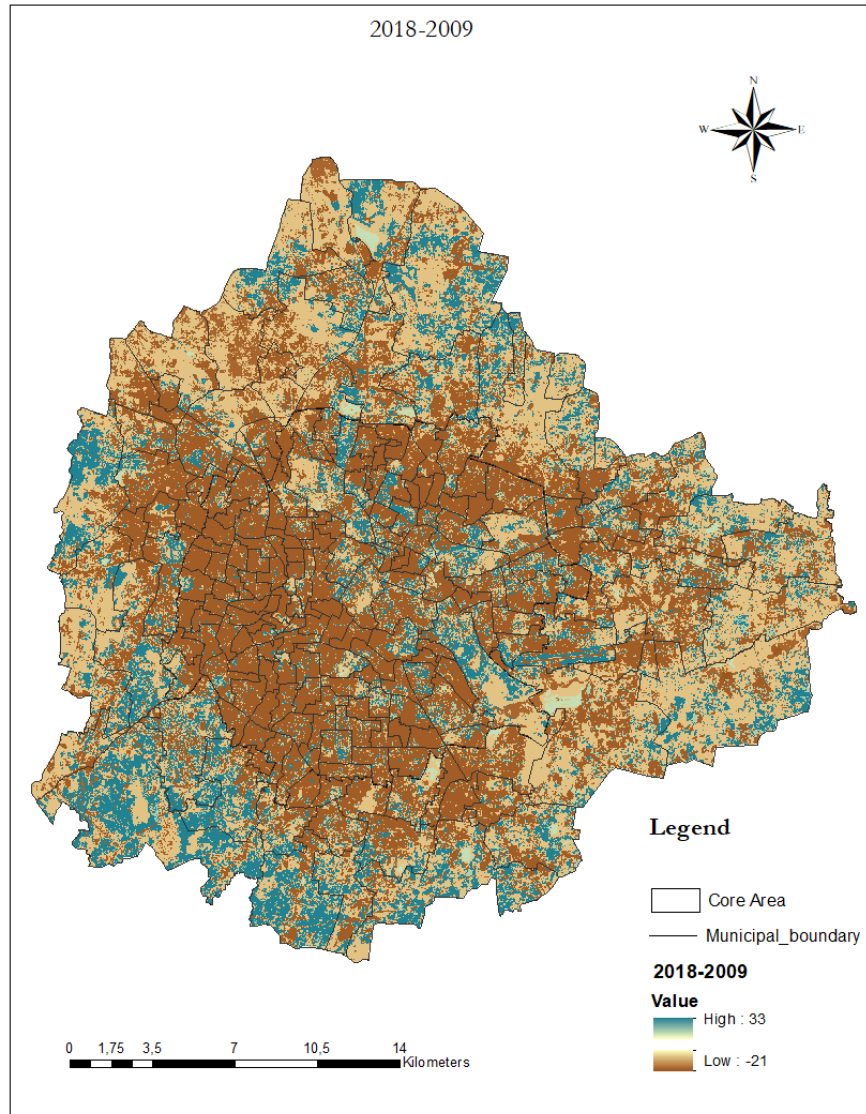 2018-2009
N
W
E
S
Legend
Core Area
Municipal_boundary
2018-2009
Value
High : 33
Low : -21
0 1,75 3,5 7 10,5 14
Kilometers